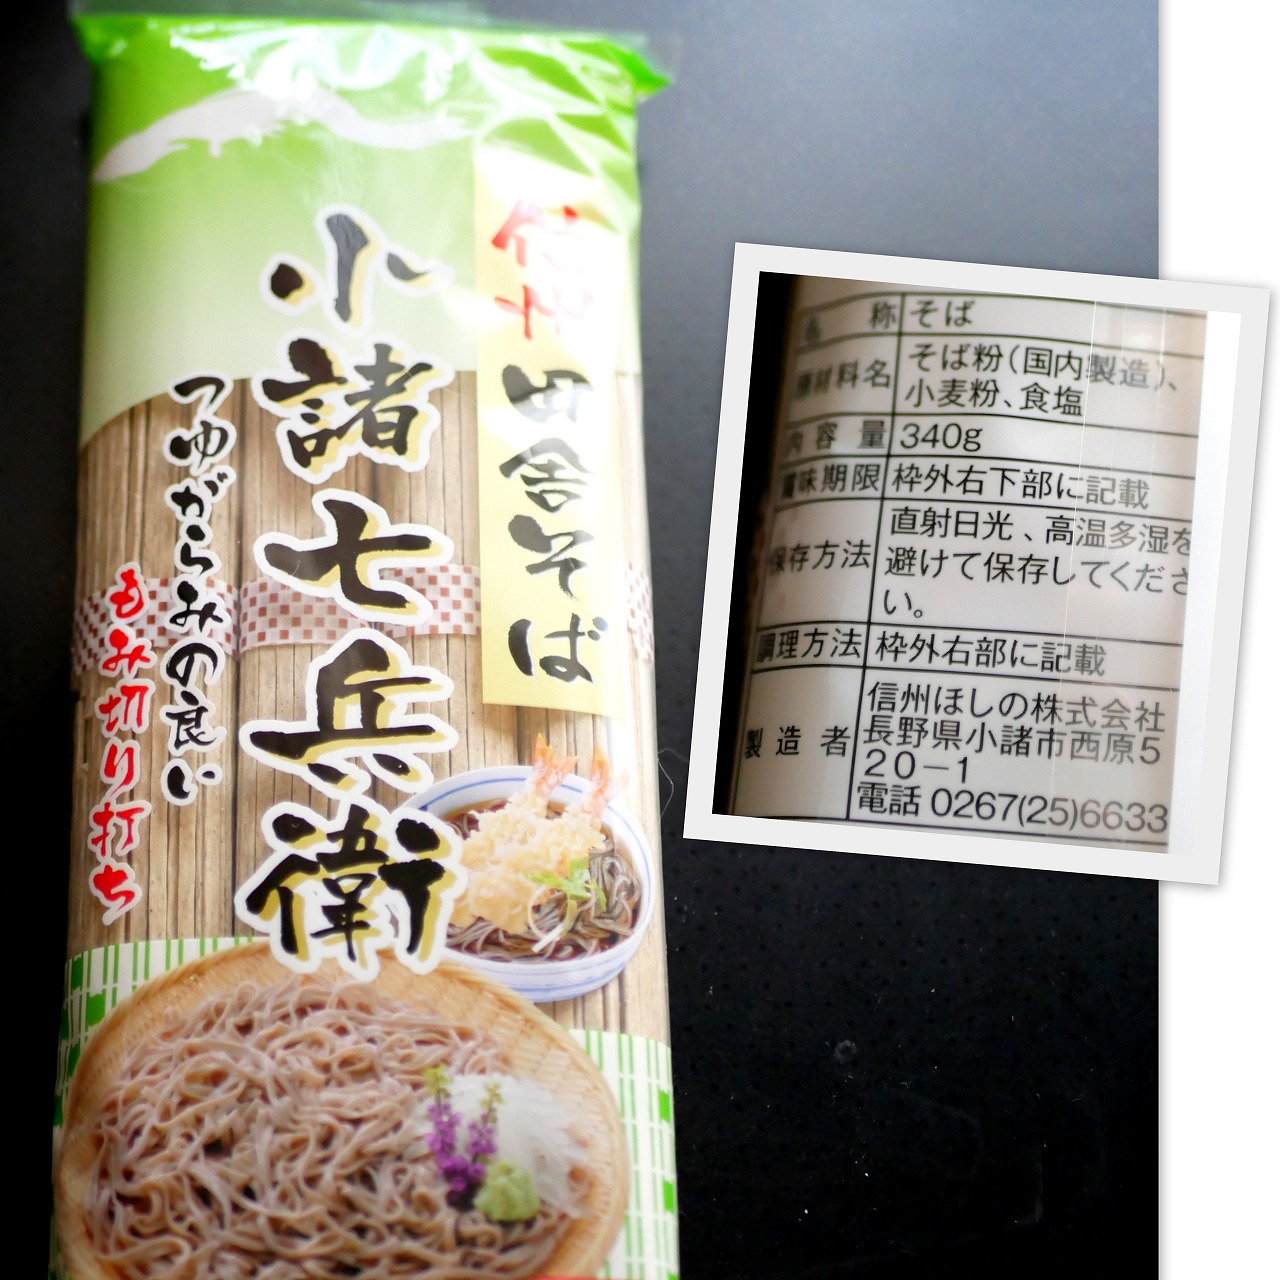 信州 田舎そば
小諸七兵衛
つゆがらみの良い
もみ切り打ち
名 称 そば
原材料名 そば粉(国内製造)、
小麦粉、食塩
内容量 340g
賞味期限 枠外右下部に記載
保存方法 直射日光、高温多湿を
避けて保存してくださ
い。
調理方法 枠外右部に記載
製造者 信州ほしの株式会社
長野県小諸市西原5
20-1
電話 0267(25)6633